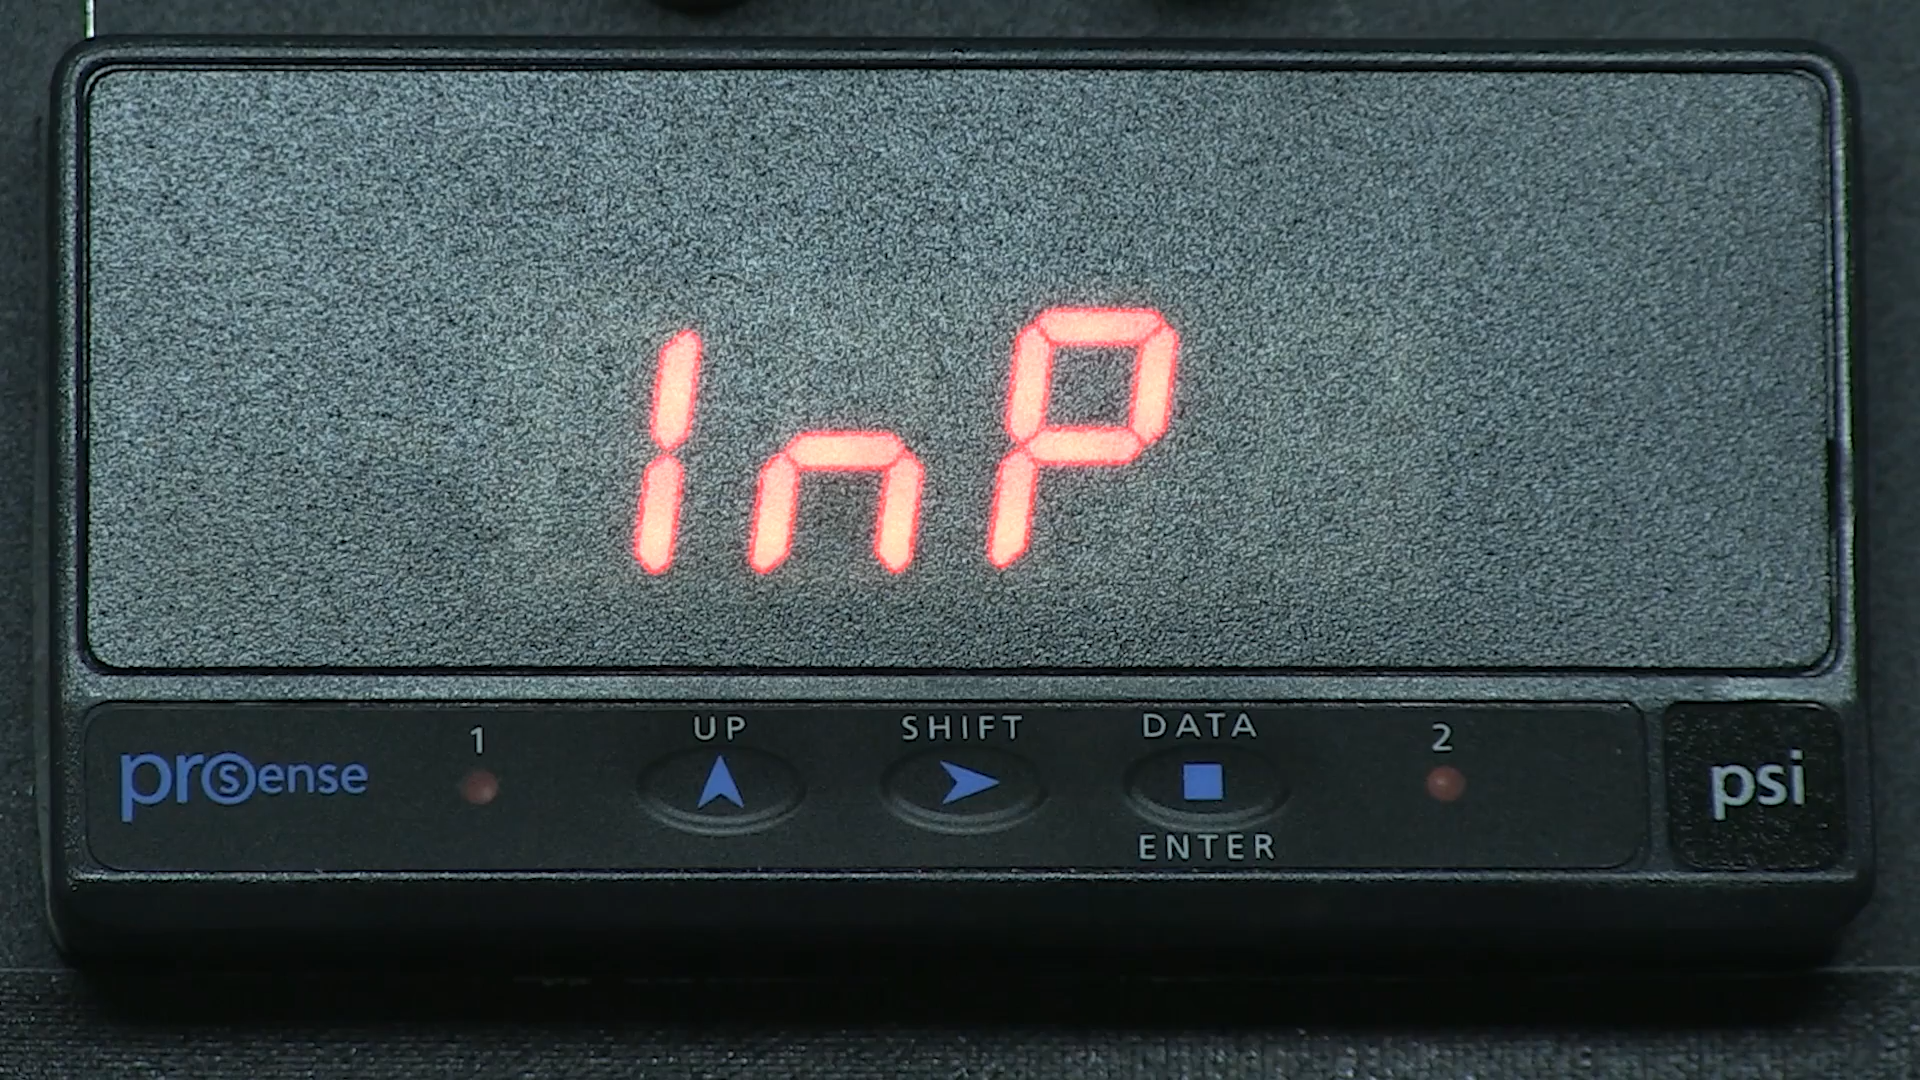 InP
UP SHIFT DATA
1 2
prosense psi
ENTER